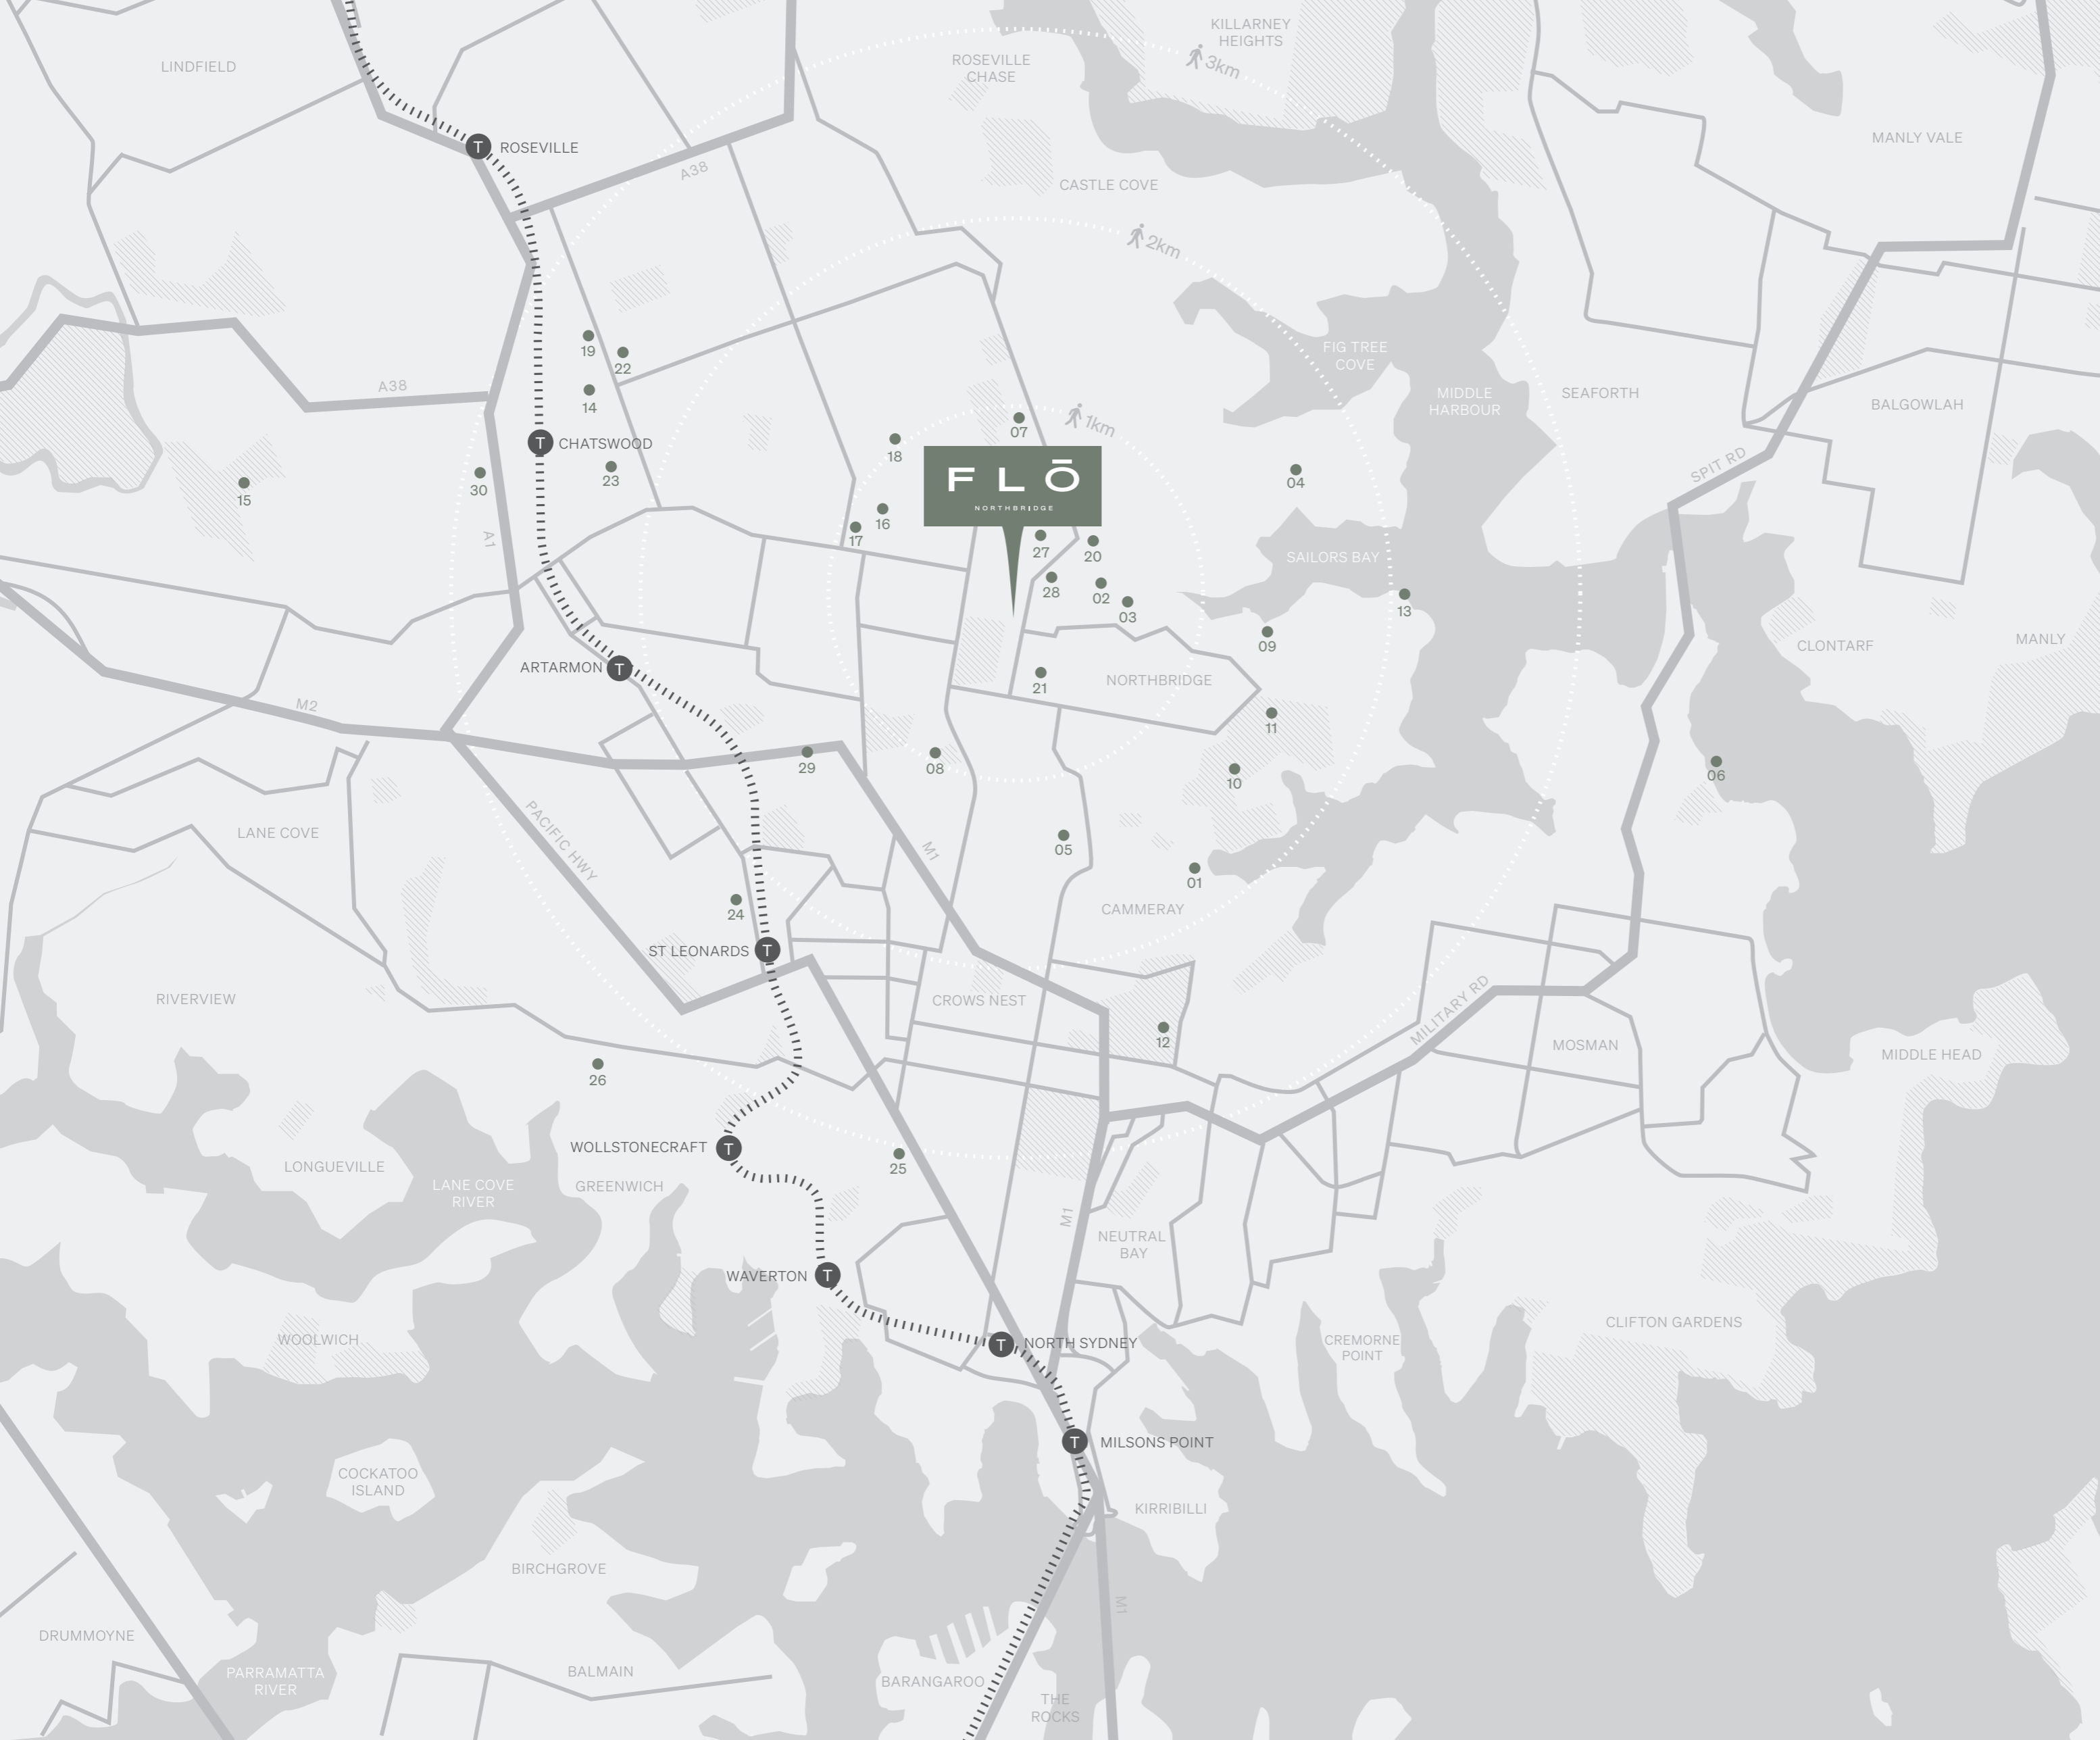 KILLARNEY
HEIGHTS
LINDFIELD
ROSEVILLE
CHASE
3km
MANLY VALE
T
ROSEVILLE
A38
CASTLE COVE
2km
19
22
FIG TREE
COVE
A38
14
MIDDLE
HARBOUR
SEAFORTH
BALGOWLAH
1km
07
T
CHATSWOOD
18
FLŌ
NORTHBRIDGE
SPIT RD
15
30
23
04
16
17
A1
27
20
SAILORS BAY
28
02
03
13
09
CLONTARF
MANLY
ARTARMON
T
21
NORTHBRIDGE
M2
11
29
08
10
06
LANE COVE
PACIFIC HWY
M1
05
01
24
CAMMERAY
ST LEONARDS
T
RIVERVIEW
CROWS NEST
MILITARY RD
12
MOSMAN
MIDDLE HEAD
26
WOLLSTONECRAFT
T
25
LONGUEVILLE
LANE COVE
RIVER
GREENWICH
M1
NEUTRAL
BAY
WAVERTON
T
WOOLWICH
T
NORTH SYDNEY
CREMORNE
POINT
CLIFTON GARDENS
T
MILSONS POINT
COCKATOO
ISLAND
KIRRIBILLI
BIRCHGROVE
M1
DRUMMOYNE
PARRAMATTA
RIVER
BALMAIN
BARANGAROO
THE
ROCKS